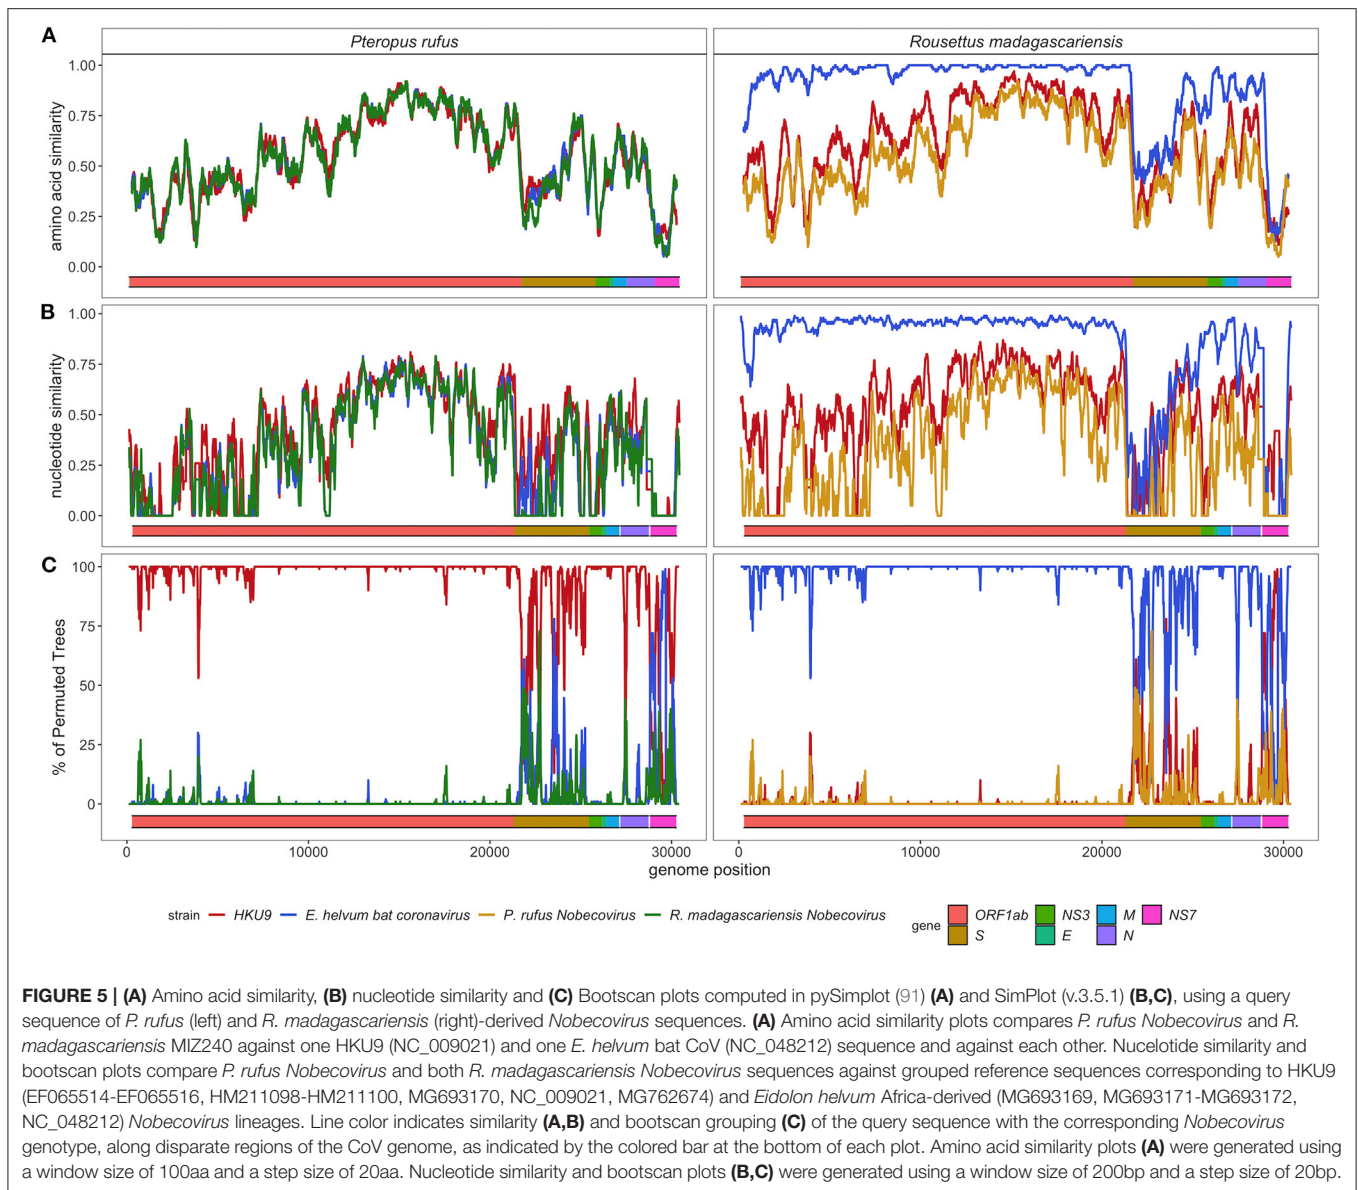 A
Pteropus rufus
Rousettus madagascariensis
amino acid similarity
1.00
0.75
0.50
0.25
0.00
B
nucleotide similarity
1.00
0.75
0.50
0.25
0.00
C
% of Permuted Trees
100
75
50
25
0
0 10000 20000 30000 0 10000 20000 30000
genome position
strain HKU9 E. helvum bat coronavirus P. rufus Nobecovirus R. madagascariensis Nobecovirus
gene ORF1ab NS3 M NS7
S E N
FIGURE 5 | (A) Amino acid similarity, (B) nucleotide similarity and (C) Bootscan plots computed in pySimplot (91) (A) and SimPlot (v.3.5.1) (B,C), using a query
sequence of P. rufus (left) and R. madagascariensis (right)-derived Nobecovirus sequences. (A) Amino acid similarity plots compares P. rufus Nobecovirus and R.
madagascariensis MIZ240 against one HKU9 (NC_009021) and one E. helvum bat CoV (NC_048212) sequence and against each other. Nucelotide similarity and
bootscan plots compare P. rufus Nobecovirus and both R. madagascariensis Nobecovirus sequences against grouped reference sequences corresponding to HKU9
(EF065514-EF065516, HM211098-HM211100, MG693170, NC_009021, MG762674) and Eidolon helvum Africa-derived (MG693169, MG693171-MG693172,
NC_048212) Nobecovirus lineages. Line color indicates similarity (A,B) and bootscan grouping (C) of the query sequence with the corresponding Nobecovirus
genotype, along disparate regions of the CoV genome, as indicated by the colored bar at the bottom of each plot. Amino acid similarity plots (A) were generated using
a window size of 100aa and a step size of 20aa. Nucleotide similarity and bootscan plots (B,C) were generated using a window size of 200bp and a step size of 20bp.